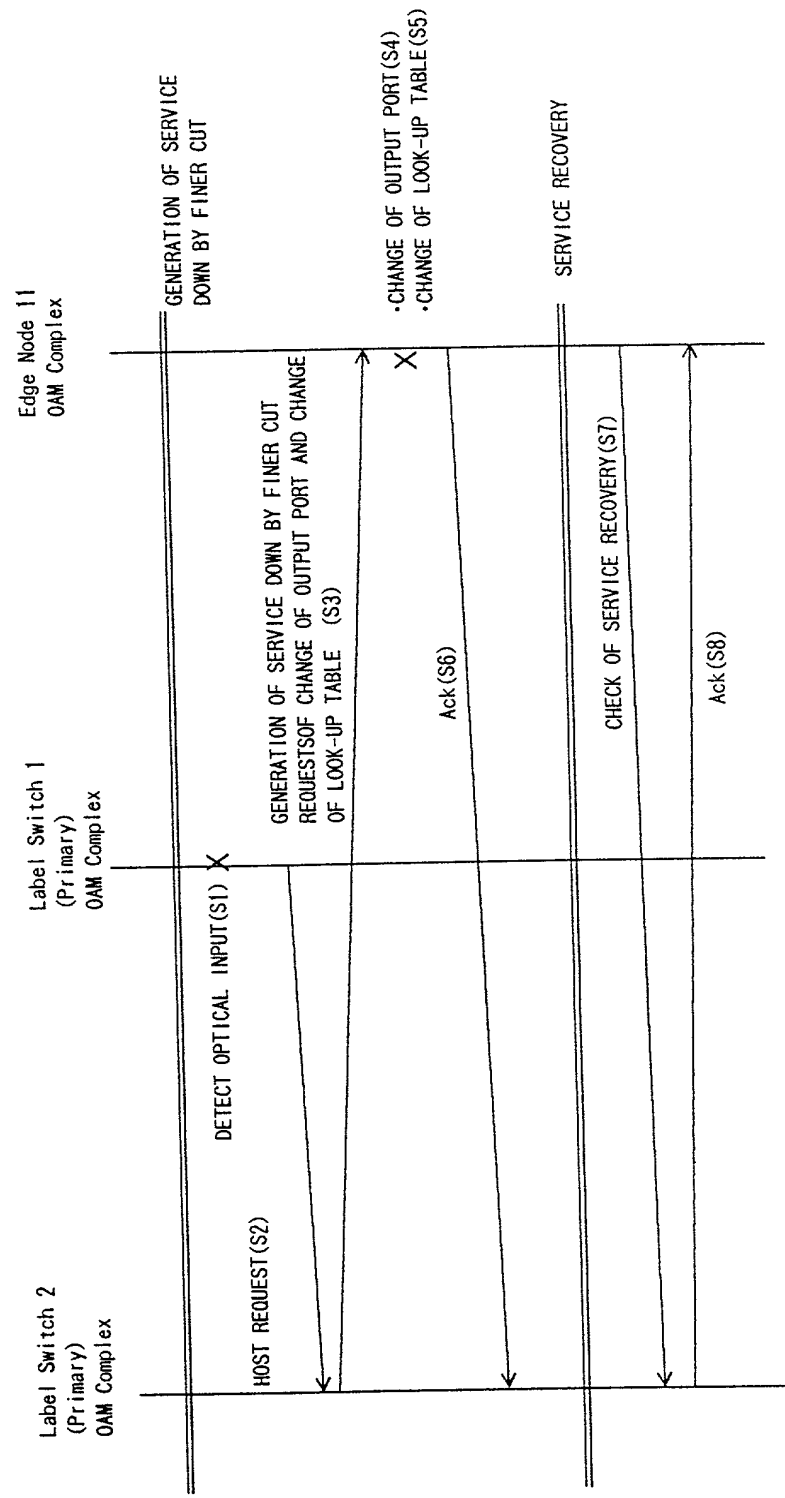 Label Switch 2
(Primary)
OAM Complex
Label Switch 1
(Primary)
OAM Complex
Edge Node 11
OAM Complex
GENERATION OF SERVICE
DOWN BY FINER CUT
DETECT OPTICAL INPUT(S1)
HOST REQUEST(S2)
GENERATION OF SERVICE DOWN BY FINER CUT
REQUESTSOF CHANGE OF OUTPUT PORT AND CHANGE
OF LOOK-UP TABLE (S3)
·CHANGE OF OUTPUT PORT(S4)
·CHANGE OF LOOK-UP TABLE(S5)
Ack(S6)
SERVICE RECOVERY
CHECK OF SERVICE RECOVERY(S7)
Ack(S8)